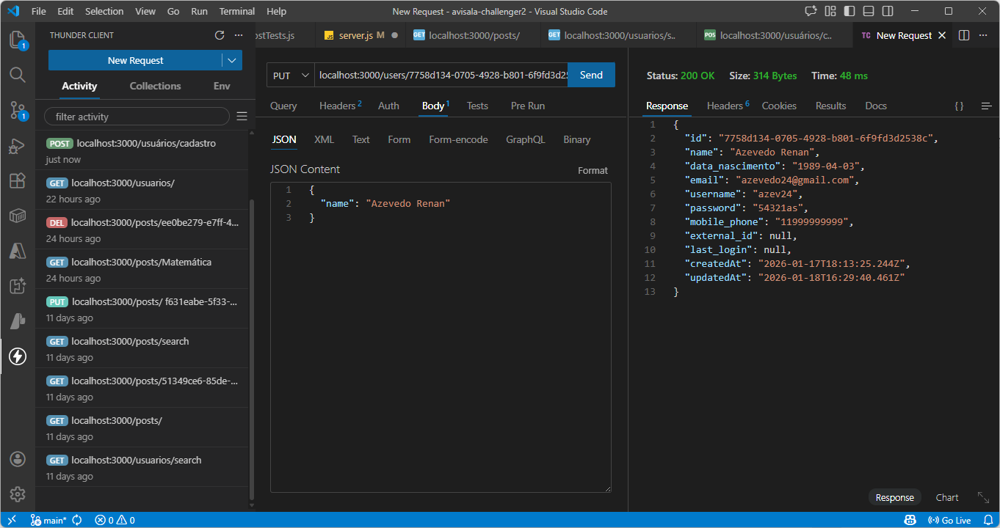 File Edit Selection View Go Run Terminal Help
New Request - avisala-challenger2 - Visual Studio Code
THUNDER CLIENT
ostTests.js
server.js M
GET localhost:3000/posts/
GET localhost:3000/usuarios/s..
POS localhost:3000/usuários/c..
TC New Request
1
1
New Request
Activity Collections Env
filter activity
POST localhost:3000/usuários/cadastro
just now
GET localhost:3000/usuarios/
22 hours ago
DEL localhost:3000/posts/ee0be279-e7ff-4...
24 hours ago
GET localhost:3000/posts/Matemática
24 hours ago
PUT localhost:3000/posts/ f631eabe-5f33-...
11 days ago
GET localhost:3000/posts/search
11 days ago
GET localhost:3000/posts/51349ce6-85de-...
11 days ago
GET localhost:3000/posts/
11 days ago
GET localhost:3000/usuarios/search
11 days ago
PUT localhost:3000/users/7758d134-0705-4928-b801-6f9fd3d25 Send
Query Headers 2 Auth Body 1 Tests Pre Run
JSON XML Text Form Form-encode GraphQL Binary
JSON Content Format
1 {
2 "name": "Azevedo Renan"
3 }
Status: 200 OK Size: 314 Bytes Time: 48 ms
Response Headers 6 Cookies Results Docs {}
1 {
2 "id": "7758d134-0705-4928-b801-6f9fd3d2538c",
3 "name": "Azevedo Renan",
4 "data_nascimento": "1989-04-03",
5 "email": "azevedo24@gmail.com",
6 "username": "azev24",
7 "password": "54321as",
8 "mobile_phone": "11999999999",
9 "external_id": null,
10 "last_login": null,
11 "createdAt": "2026-01-17T18:13:25.244Z",
12 "updatedAt": "2026-01-18T16:29:40.461Z"
13 }
Response Chart
main* 0 0 Go Live